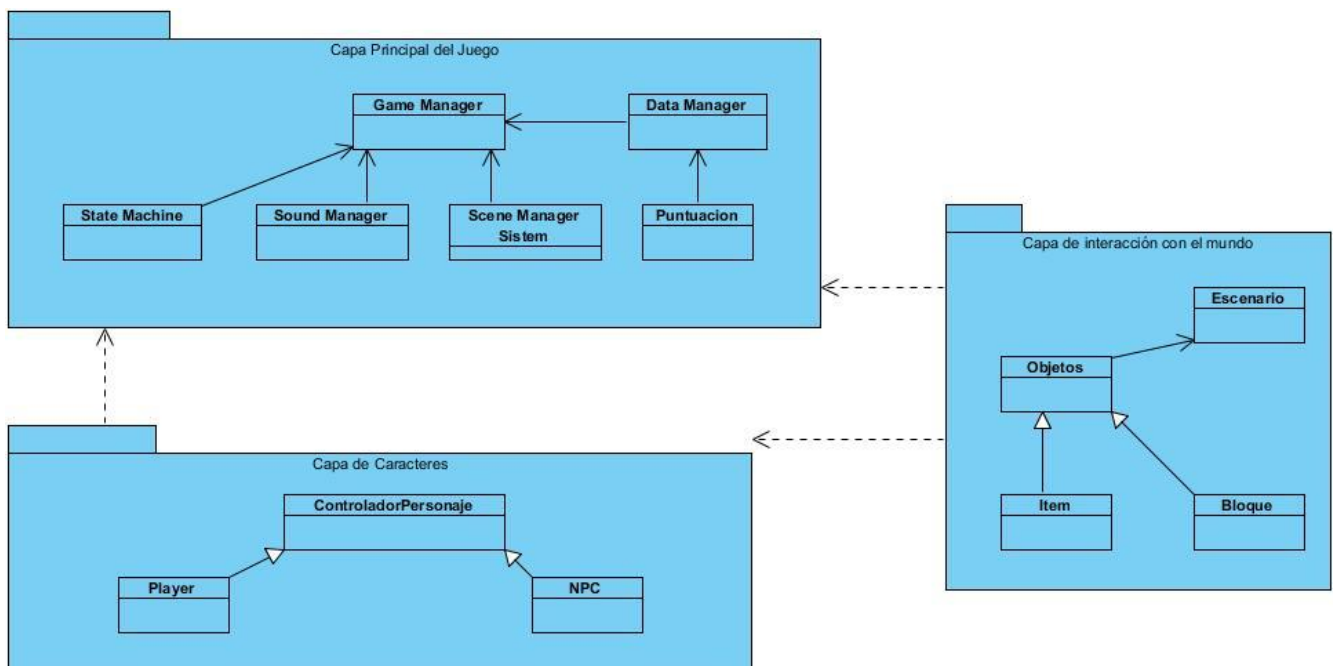 Capa Principal del Juego
Game Manager
Data Manager
State Machine
Sound Manager
Scene Manager
Sistem
Puntuacion
Capa de interacción con el mundo
Escenario
Objetos
Item
Bloque
Capa de Caracteres
ControladorPersonaje
Player
NPC